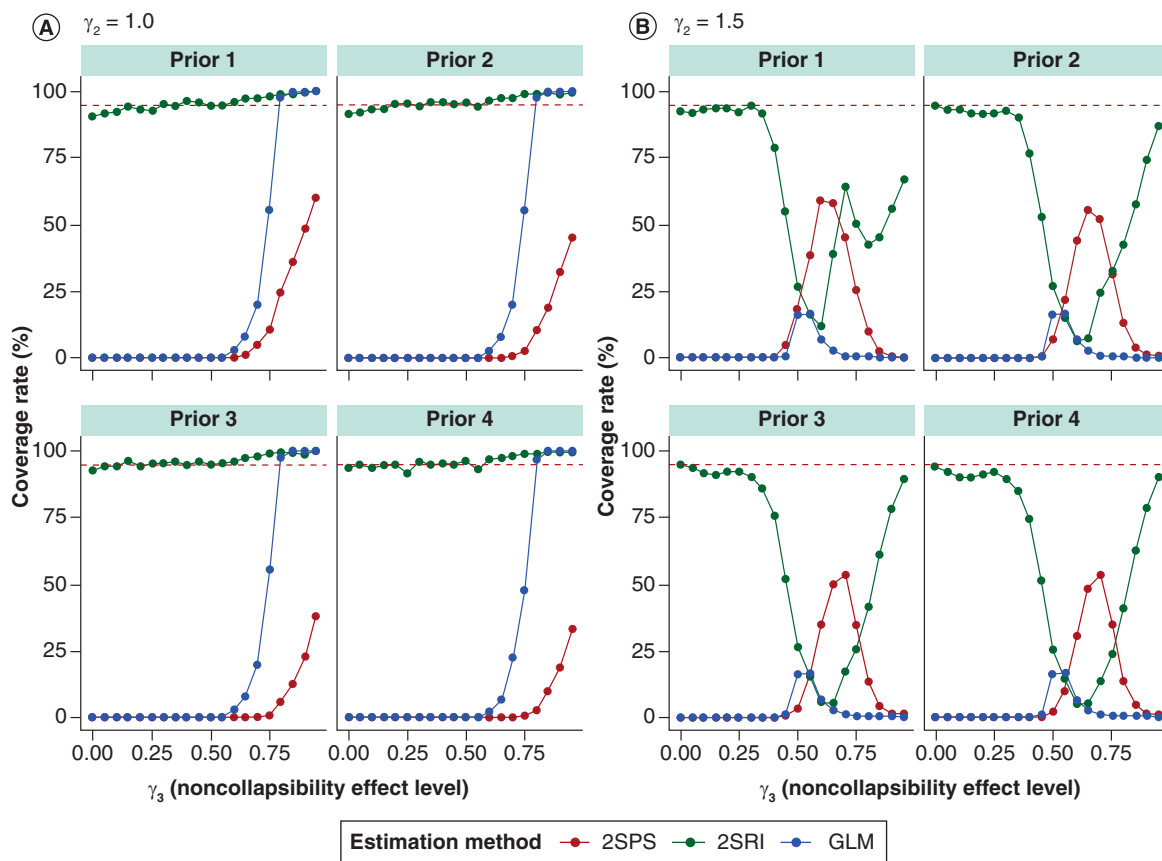 A γ2 = 1.0
B γ2 = 1.5
Prior 1 Prior 2
Prior 1 Prior 2
100
75
50
25
0
100
75
50
25
0
Prior 3 Prior 4
Prior 3 Prior 4
100
75
50
25
0
100
75
50
25
0
Coverage rate (%)
Coverage rate (%)
0.00 0.25 0.50 0.75 0.00 0.25 0.50 0.75
0.00 0.25 0.50 0.75 0.00 0.25 0.50 0.75
γ3 (noncollapsibility effect level)
γ3 (noncollapsibility effect level)
Estimation method 2SPS 2SRI GLM